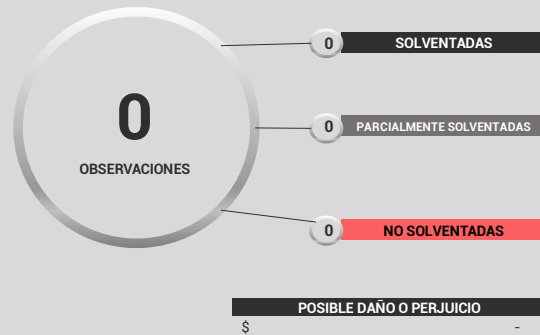 0
OBSERVACIONES
0 SOLVENTADAS
0 PARCIALMENTE SOLVENTADAS
0 NO SOLVENTADAS
POSIBLE DAÑO O PERJUICIO
$ -